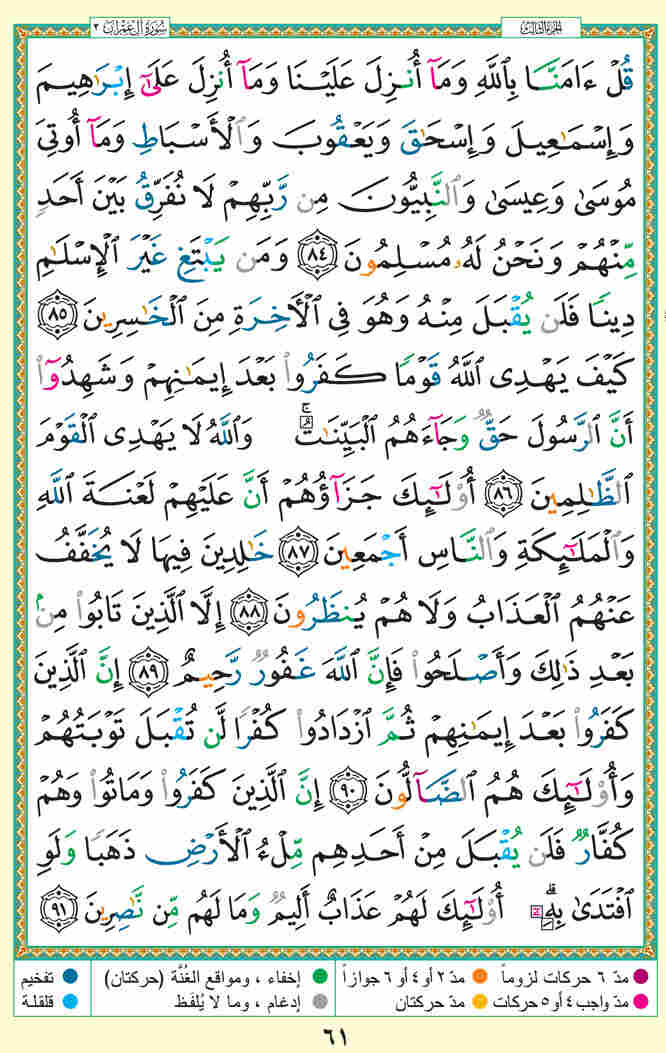 سُورَةُ آلِ عِمْرَانَ ٣
الجزء الثالث
قُلْ ءَامَنَّا بِٱللَّهِ وَمَآ أُنزِلَ عَلَيْنَا وَمَآ أُنزِلَ عَلَىٰٓ إِبْرَٰهِيمَ
وَإِسْمَٰعِيلَ وَإِسْحَٰقَ وَيَعْقُوبَ وَٱلْأَسْبَاطِ وَمَآ أُوتِىَ
مُوسَىٰ وَعِيسَىٰ وَٱلنَّبِيُّونَ مِن رَّبِّهِمْ لَا نُفَرِّقُ بَيْنَ أَحَدٍ
مِّنْهُمْ وَنَحْنُ لَهُۥ مُسْلِمُونَ ٨٤ وَمَن يَبْتَغِ غَيْرَ ٱلْإِسْلَٰمِ
دِينًا فَلَن يُقْبَلَ مِنْهُ وَهُوَ فِى ٱلْأَخِرَةِ مِنَ ٱلْخَٰسِرِينَ ٨٥
كَيْفَ يَهْدِى ٱللَّهُ قَوْمًا كَفَرُوا۟ بَعْدَ إِيمَٰنِهِمْ وَشَهِدُوٓا۟
أَنَّ ٱلرَّسُولَ حَقٌّ وَجَآءَهُمُ ٱلْبَيِّنَٰتُ ۚ وَٱللَّهُ لَا يَهْدِى ٱلْقَوْمَ
ٱلظَّٰلِمِينَ ٨٦ أُو۟لَٰٓئِكَ جَزَآؤُهُمْ أَنَّ عَلَيْهِمْ لَعْنَةَ ٱللَّهِ
وَٱلْمَلَٰٓئِكَةِ وَٱلنَّاسِ أَجْمَعِينَ ٨٧ خَٰلِدِينَ فِيهَا لَا يُخَفَّفُ
عَنْهُمُ ٱلْعَذَابُ وَلَا هُمْ يُنظَرُونَ ٨٨ إِلَّا ٱلَّذِينَ تَابُوا۟ مِنۢ
بَعْدِ ذَٰلِكَ وَأَصْلَحُوا۟ فَإِنَّ ٱللَّهَ غَفُورٌ رَّحِيمٌ ٨٩ إِنَّ ٱلَّذِينَ
كَفَرُوا۟ بَعْدَ إِيمَٰنِهِمْ ثُمَّ ٱزْدَادُوا۟ كُفْرًا لَّن تُقْبَلَ تَوْبَتُهُمْ
وَأُو۟لَٰٓئِكَ هُمُ ٱلضَّآلُّونَ ٩٠ إِنَّ ٱلَّذِينَ كَفَرُوا۟ وَمَاتُوا۟ وَهُمْ
كُفَّارٌ فَلَن يُقْبَلَ مِنْ أَحَدِهِم مِّلْءُ ٱلْأَرْضِ ذَهَبًا وَلَوِ
ٱفْتَدَىٰ بِهِۦٓ ۗ أُو۟لَٰٓئِكَ لَهُمْ عَذَابٌ أَلِيمٌ وَمَا لَهُم مِّن نَّٰصِرِينَ ٩١
مدّ ٦ حركات لزوماً مدّ ٢ أو ٤ أو ٦ جوازاً إخفاء ، ومواقع الغُنَّة (حركتان) تفخيم
مدّ واجب ٤ أو ٥ حركات مدّ حركتان إدغام ، وما لا يُلفَظ قلقلة
٦١